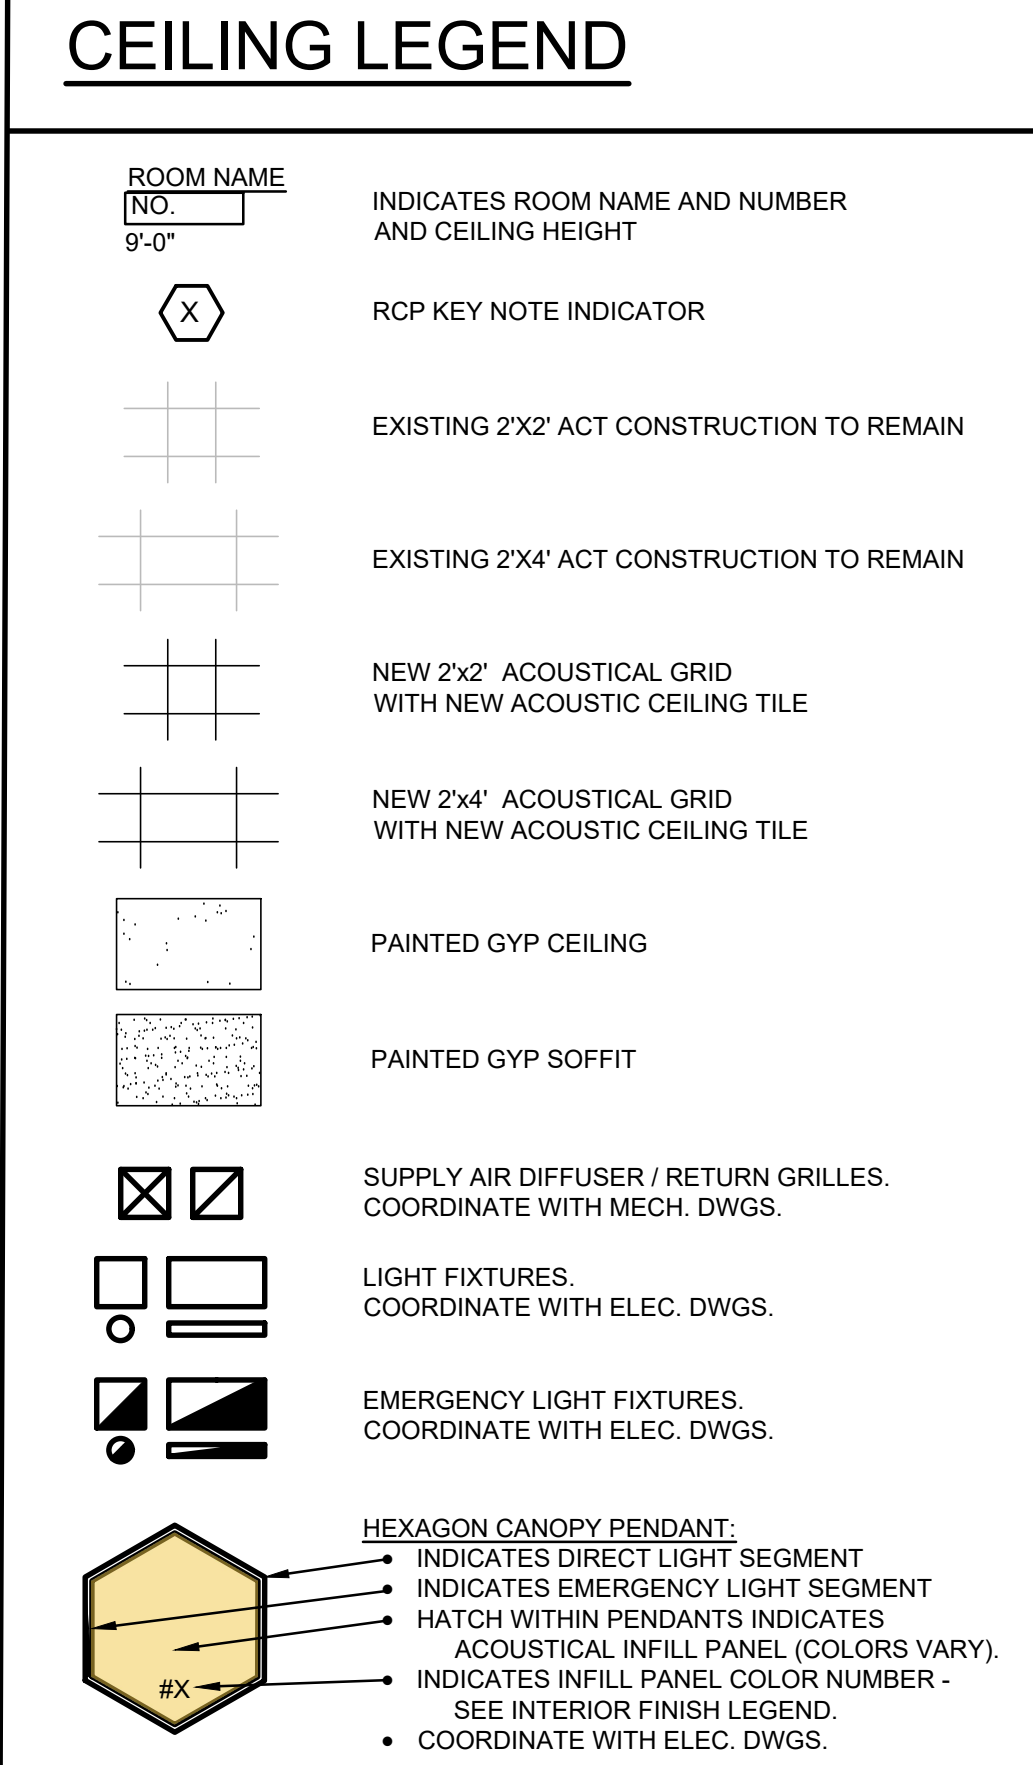 CEILING LEGEND
ROOM NAME
NO.
9'-0"
INDICATES ROOM NAME AND NUMBER
AND CEILING HEIGHT
X
RCP KEY NOTE INDICATOR
EXISTING 2'X2' ACT CONSTRUCTION TO REMAIN
EXISTING 2'X4' ACT CONSTRUCTION TO REMAIN
NEW 2'x2' ACOUSTICAL GRID
WITH NEW ACOUSTIC CEILING TILE
NEW 2'x4' ACOUSTICAL GRID
WITH NEW ACOUSTIC CEILING TILE
PAINTED GYP CEILING
PAINTED GYP SOFFIT
SUPPLY AIR DIFFUSER / RETURN GRILLES.
COORDINATE WITH MECH. DWGS.
LIGHT FIXTURES.
COORDINATE WITH ELEC. DWGS.
EMERGENCY LIGHT FIXTURES.
COORDINATE WITH ELEC. DWGS.
HEXAGON CANOPY PENDANT:
• INDICATES DIRECT LIGHT SEGMENT
• INDICATES EMERGENCY LIGHT SEGMENT
• HATCH WITHIN PENDANTS INDICATES
ACOUSTICAL INFILL PANEL (COLORS VARY).
#X
• INDICATES INFILL PANEL COLOR NUMBER -
SEE INTERIOR FINISH LEGEND.
• COORDINATE WITH ELEC. DWGS.